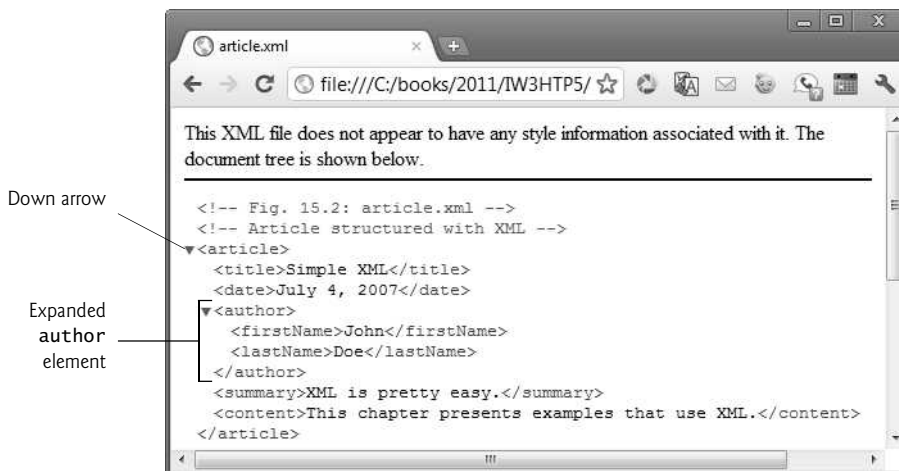 article.xml
file:///C:/books/2011/IW3HTP5/
This XML file does not appear to have any style information associated with it. The
document tree is shown below.
Down arrow
<!-- Fig. 15.2: article.xml -->
<!-- Article structured with XML -->
▼<article>
<title>Simple XML</title>
<date>July 4, 2007</date>
Expanded
author
element
▼<author>
<firstName>John</firstName>
<lastName>Doe</lastName>
</author>
<summary>XML is pretty easy.</summary>
<content>This chapter presents examples that use XML.</content>
</article>